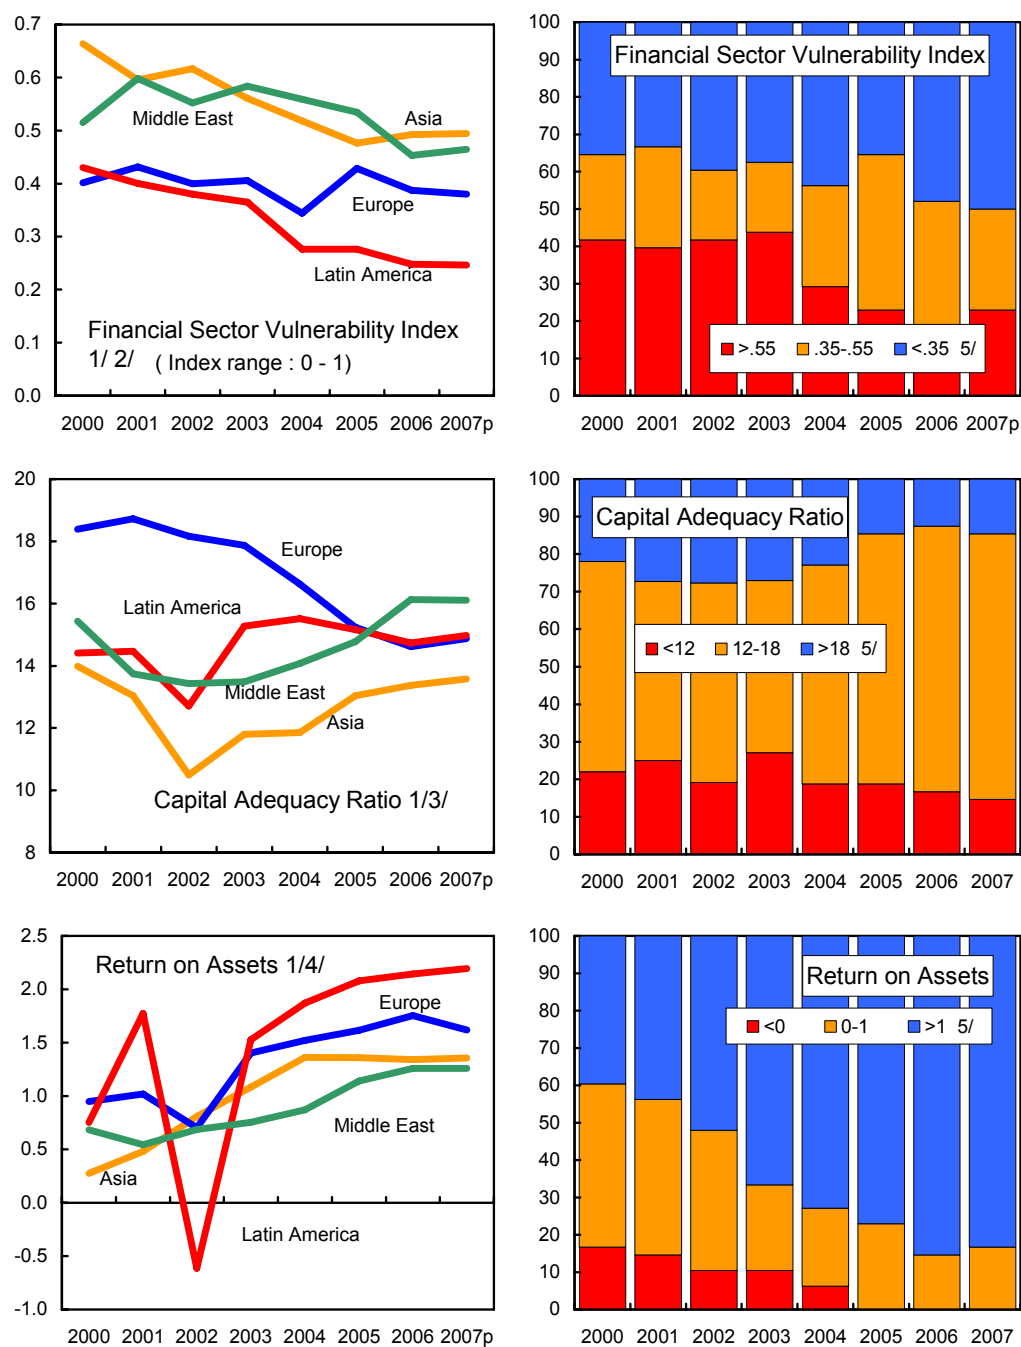 0.7
0.6
0.5
0.4
0.3
0.2
0.1
0.0
Middle East
Asia
Europe
Latin America
Financial Sector Vulnerability Index
1/ 2/ ( Index range : 0 - 1)
2000 2001 2002 2003 2004 2005 2006 2007p
100
90
80
70
60
50
40
30
20
10
0
Financial Sector Vulnerability Index
>.55 .35-.55 <.35 5/
2000 2001 2002 2003 2004 2005 2006 2007p
20
18
16
14
12
10
8
Europe
Latin America
Middle East
Asia
Capital Adequacy Ratio 1/3/
2000 2001 2002 2003 2004 2005 2006 2007p
100
90
80
70
60
50
40
30
20
10
0
Capital Adequacy Ratio
<12 12-18 >18 5/
2000 2001 2002 2003 2004 2005 2006 2007
2.5
2.0
1.5
1.0
0.5
0.0
-0.5
-1.0
Return on Assets 1/4/
Europe
Middle East
Asia
Latin America
2000 2001 2002 2003 2004 2005 2006 2007p
100
90
80
70
60
50
40
30
20
10
0
Return on Assets
<0 0-1 >1 5/
2000 2001 2002 2003 2004 2005 2006 2007